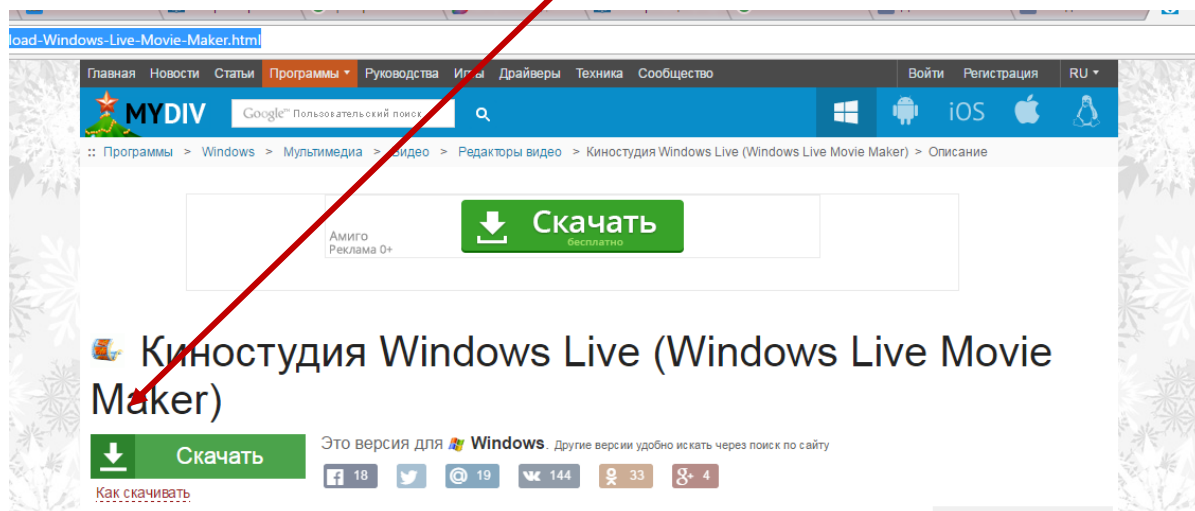 load-Windows-Live-Movie-Maker.html
Главная Новости Статьи Программы Руководства Игры Драйверы Техника Сообщество Войти Регистрация RU
MYDIV Google™ Пользовательский поиск iOS
:: Программы > Windows > Мультимедиа > Видео > Редакторы видео > Киностудия Windows Live (Windows Live Movie Maker) > Описание
Амиго
Реклама 0+
Скачать
бесплатно
Киностудия Windows Live (Windows Live Movie
Maker)
Скачать
Это версия для Windows. Другие версии удобно искать через поиск по сайту
18 19 144 33 4
Как скачивать